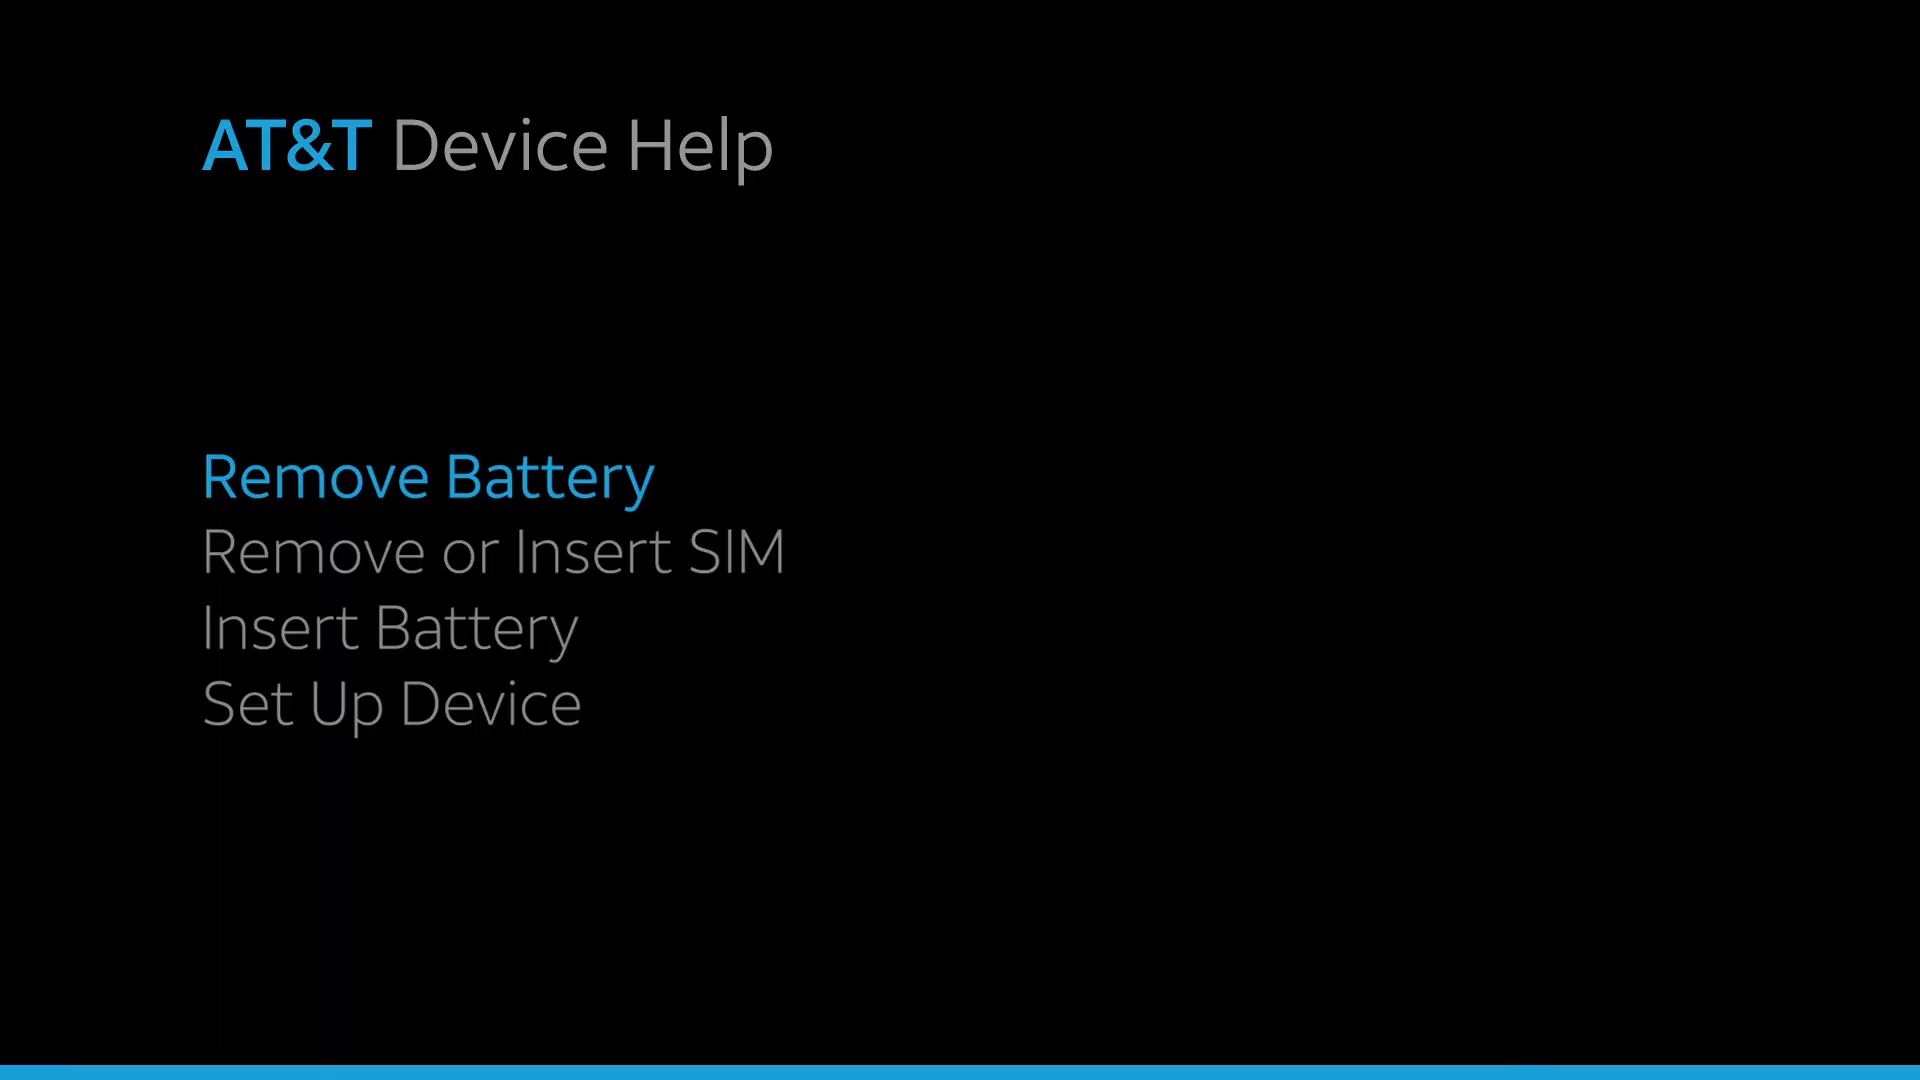 AT&T Device Help
Remove Battery
Remove or Insert SIM
Insert Battery
Set Up Device